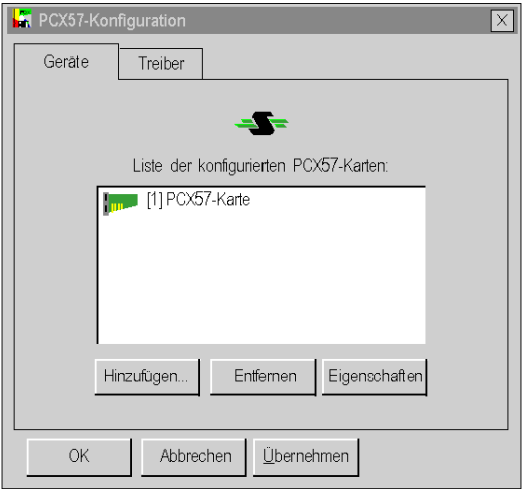 PCX57-Konfiguration
Geräte
Treiber
Liste der konfigurierten PCX57-Karten:
[1] PCX57-Karte
Hinzufügen...
Entfernen
Eigenschaften
OK
Abbrechen
Übernehmen